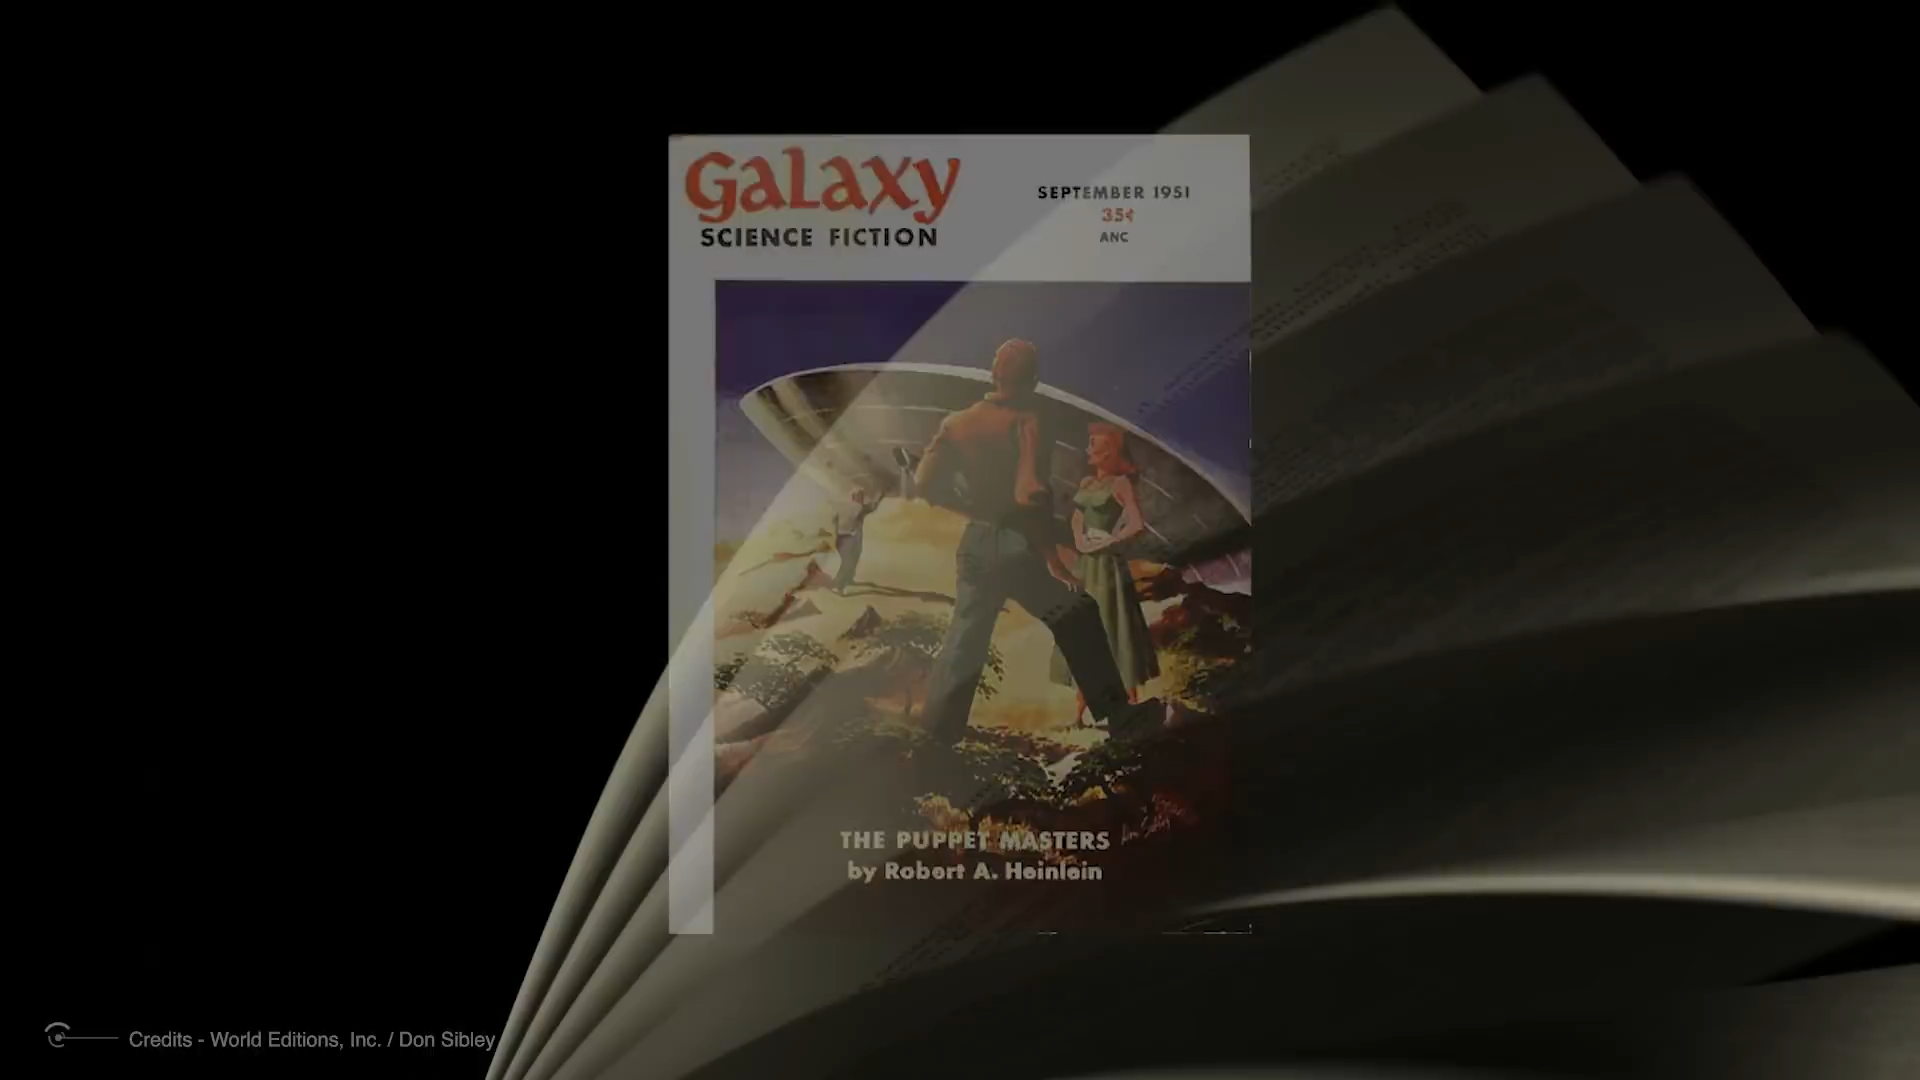 GaLaxy
SCIENCE FICTION
SEPTEMBER 1951
35¢
ANC
THE PUPPET MASTERS
by Robert A. Heinlein
Credits - World Editions, Inc. / Don Sibley